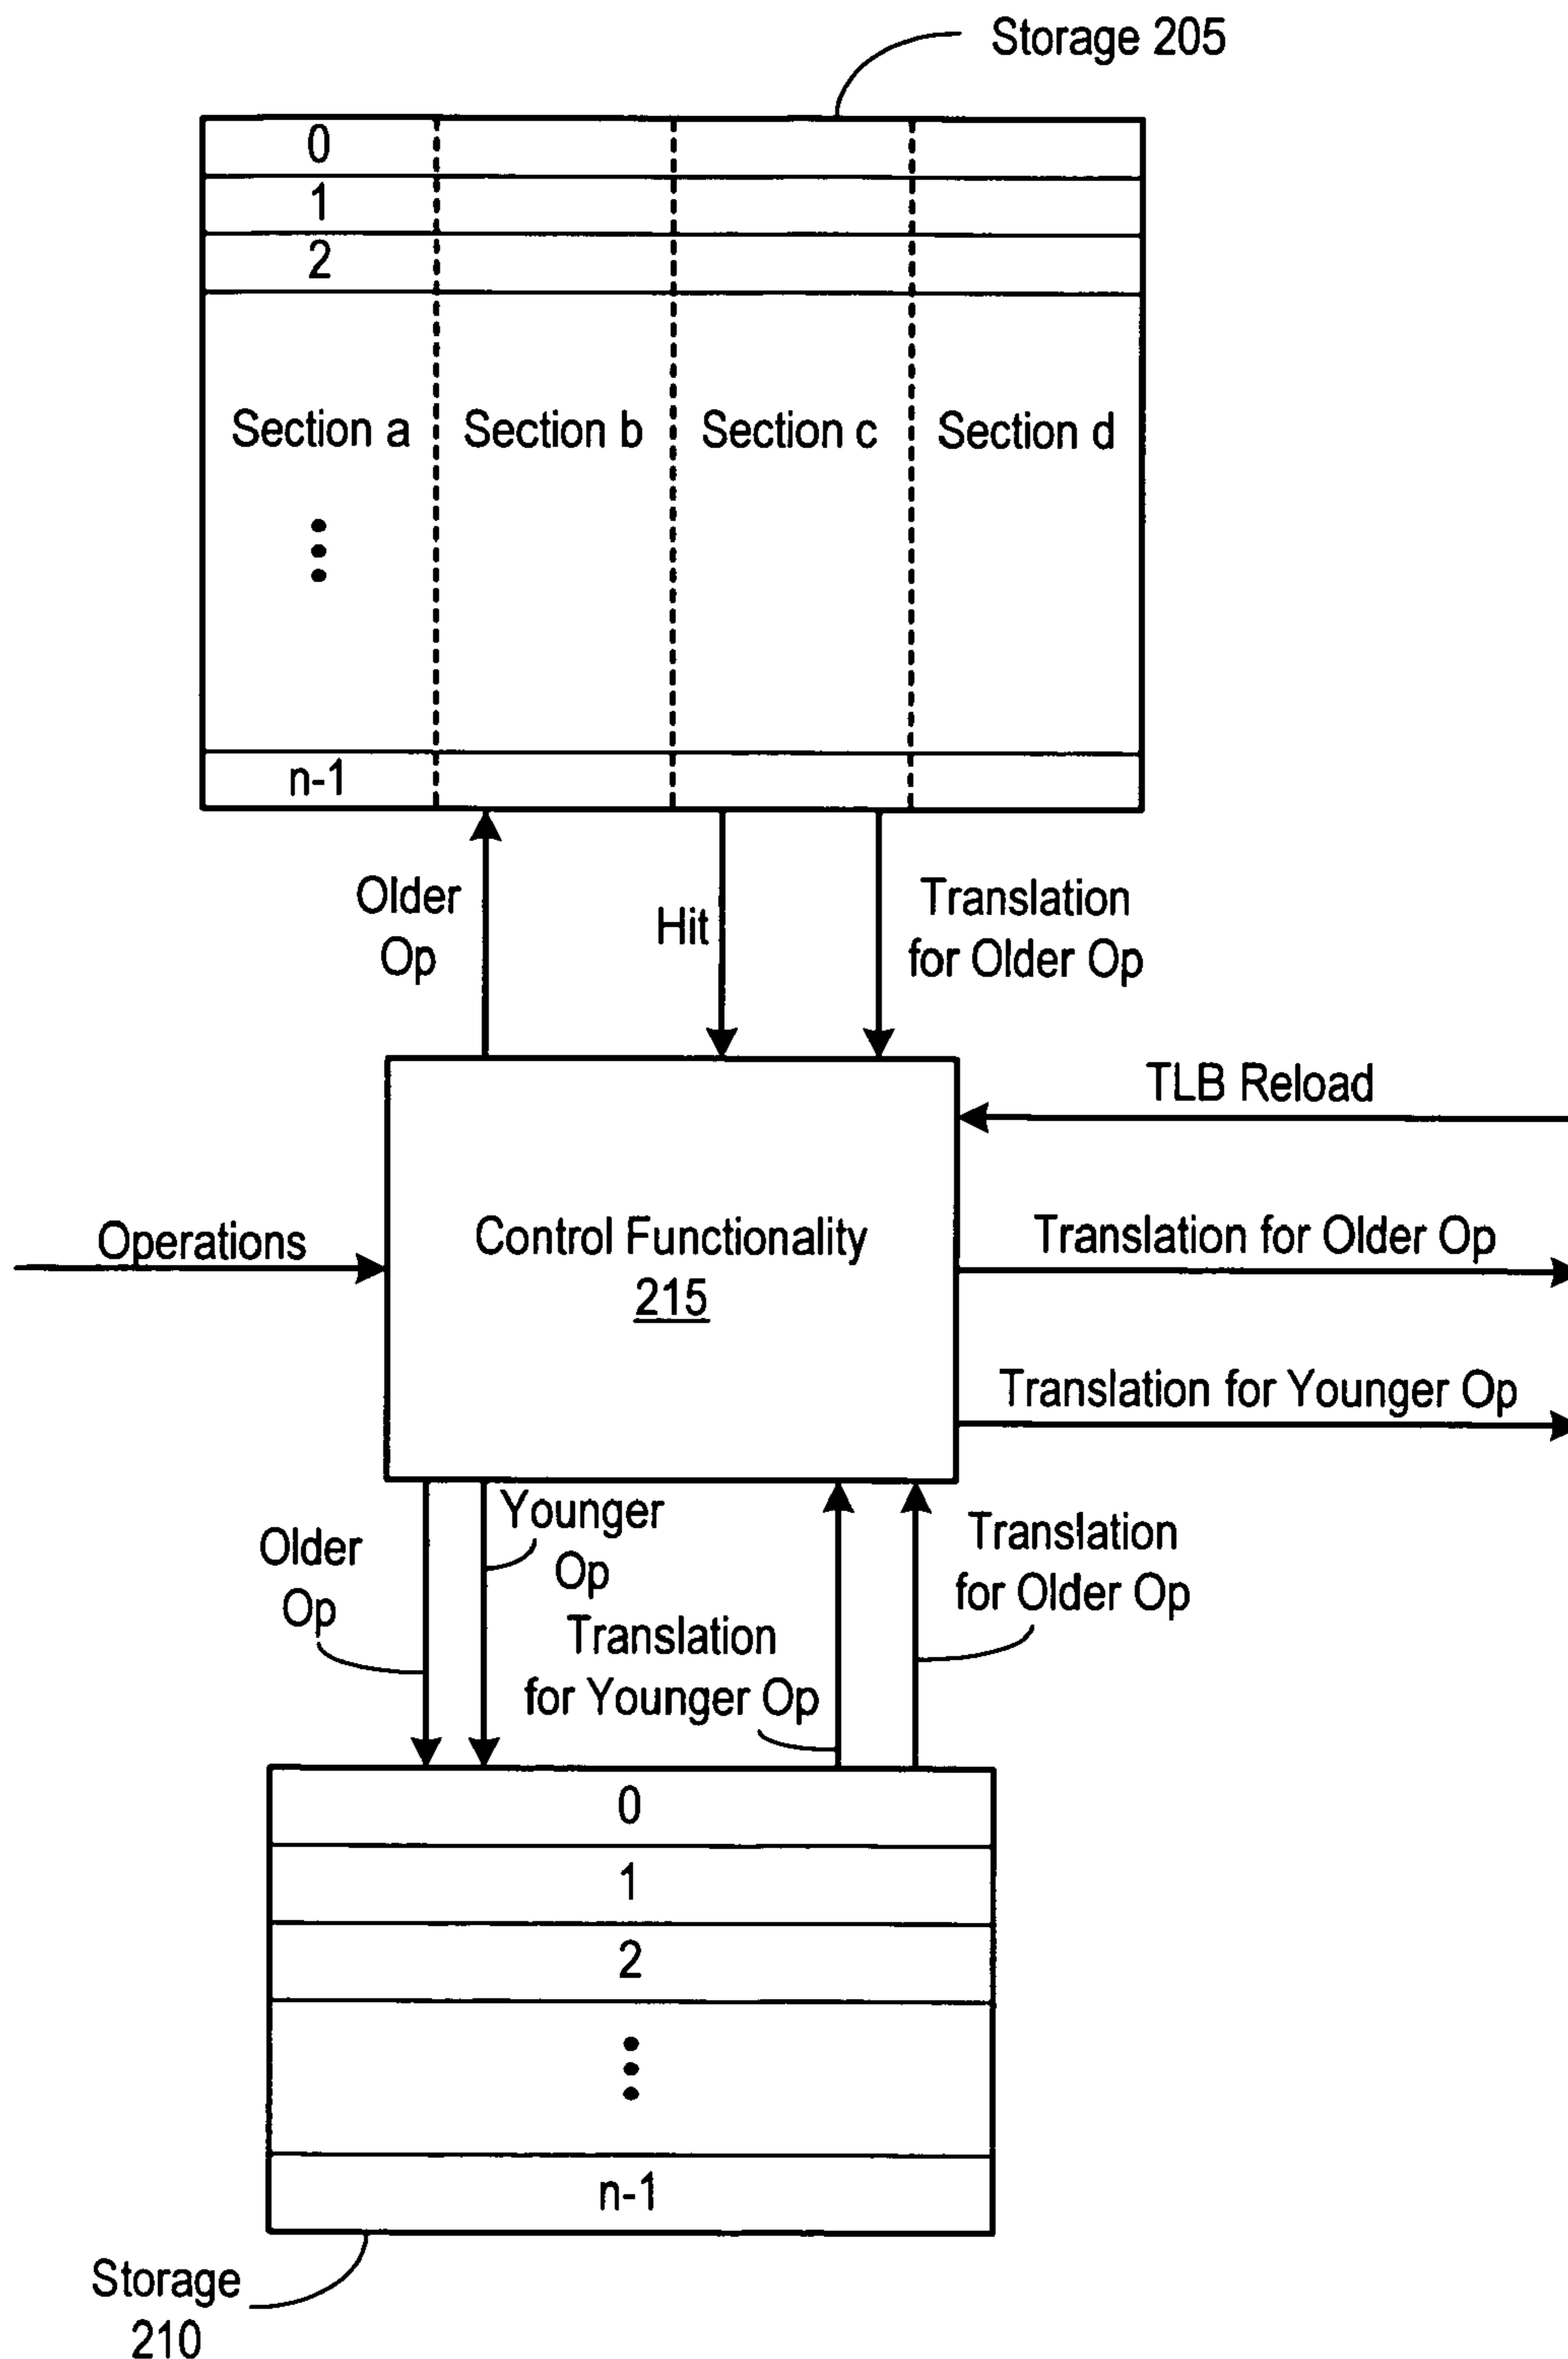 Storage 205
0
1
2
Section a
Section b
Section c
Section d
n-1
Older
Op
Hit
Translation
for Older Op
TLB Reload
Operations
Control Functionality
215
Translation for Older Op
Translation for Younger Op
Older
Op
Younger
Op
Translation
for Younger Op
Translation
for Older Op
0
1
2
n-1
Storage
210